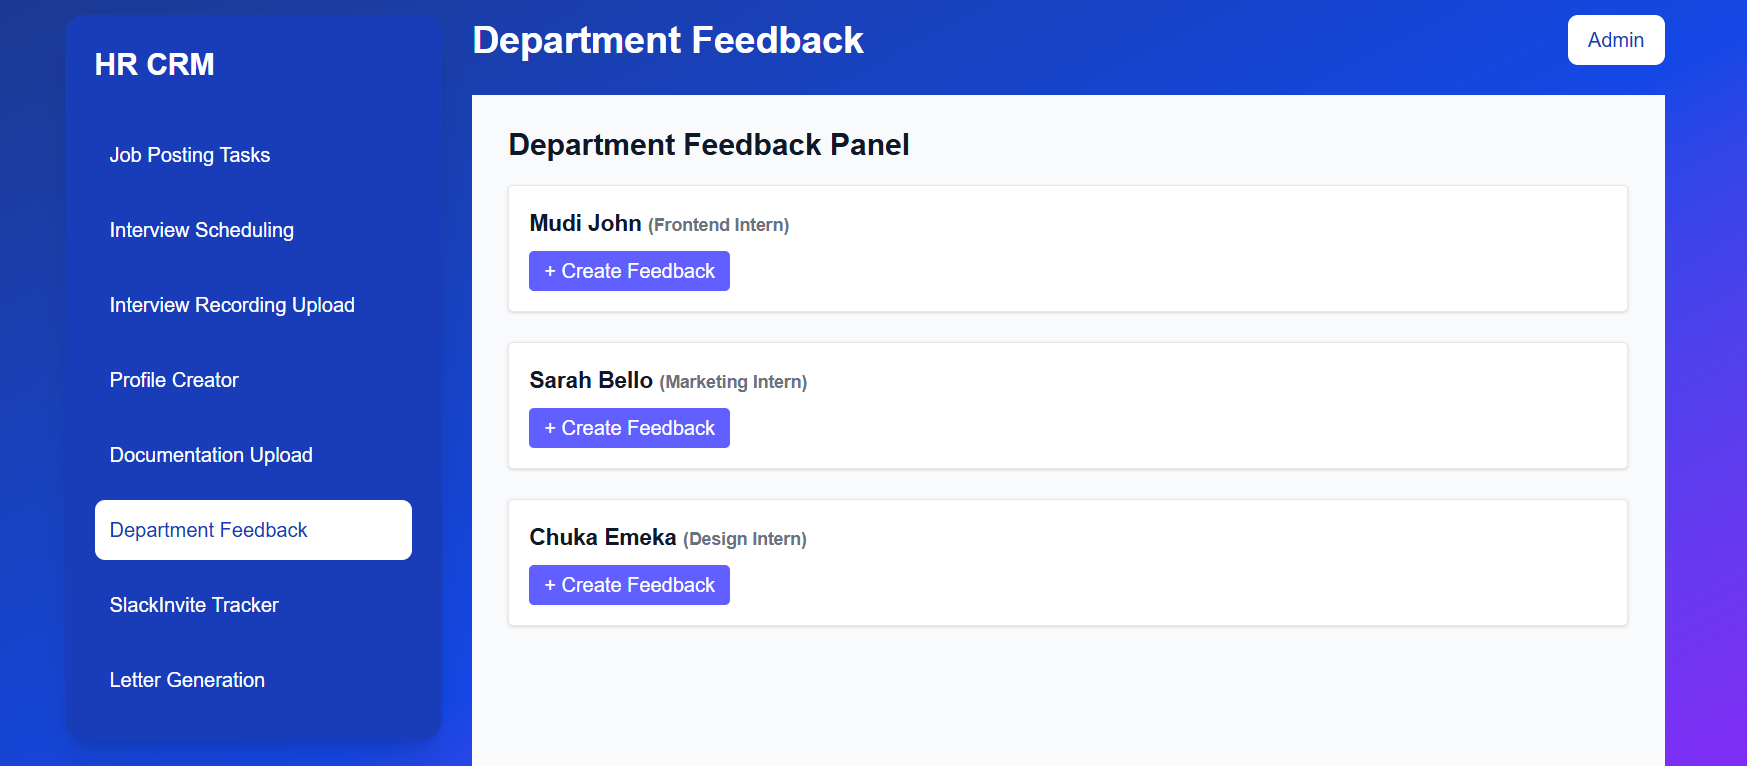 HR CRM
Job Posting Tasks
Interview Scheduling
Interview Recording Upload
Profile Creator
Documentation Upload
Department Feedback
SlackInvite Tracker
Letter Generation
Department Feedback
Admin
Department Feedback Panel
Mudi John (Frontend Intern)
+ Create Feedback
Sarah Bello (Marketing Intern)
+ Create Feedback
Chuka Emeka (Design Intern)
+ Create Feedback